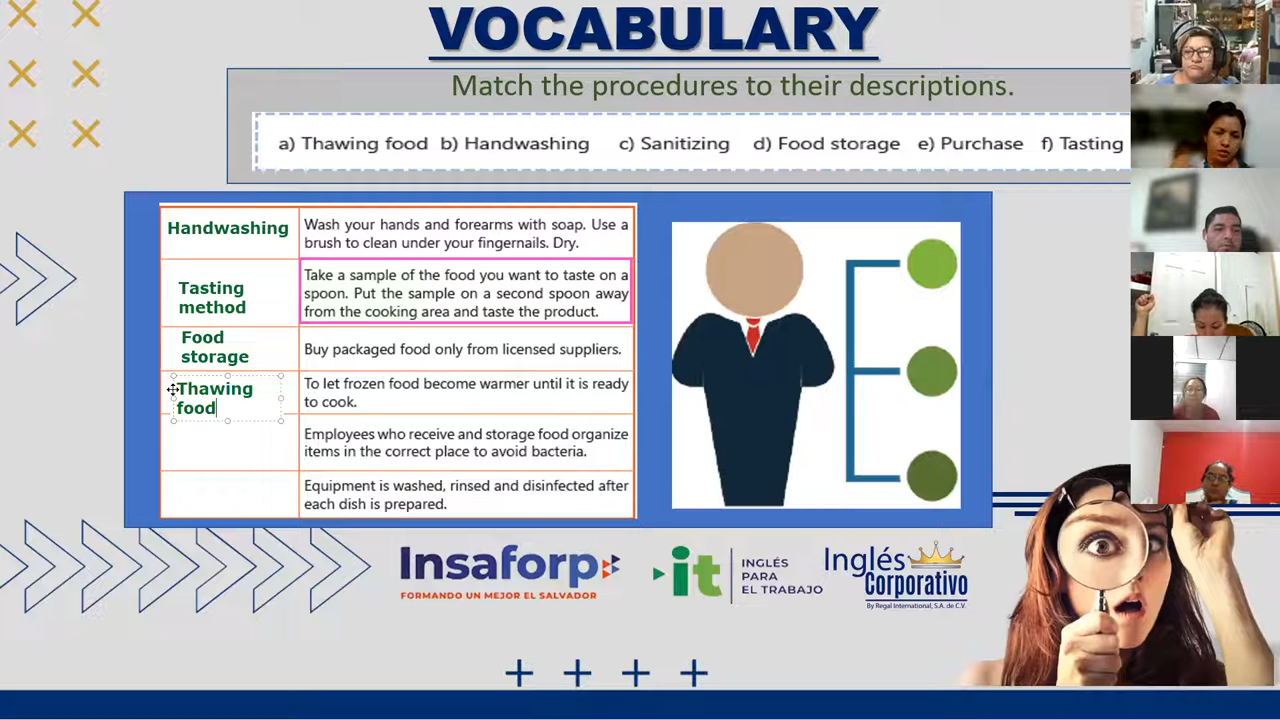 VOCABULARY
Match the procedures to their descriptions.
a) Thawing food b) Handwashing c) Sanitizing d) Food storage e) Purchase f) Tasting
Handwashing
Wash your hands and forearms with soap. Use a
brush to clean under your fingernails. Dry.
Tasting
method
Take a sample of the food you want to taste on a
spoon. Put the sample on a second spoon away
from the cooking area and taste the product.
Food
storage
Buy packaged food only from licensed suppliers.
Thawing
food
To let frozen food become warmer until it is ready
to cook.
Employees who receive and storage food organize
items in the correct place to avoid bacteria.
Equipment is washed, rinsed and disinfected after
each dish is prepared.
Insaforp
FORMANDO UN MEJOR EL SALVADOR
it
INGLÉS
PARA
EL TRABAJO
Inglés
Corporativo
By Regal International, S.A. de C.V.